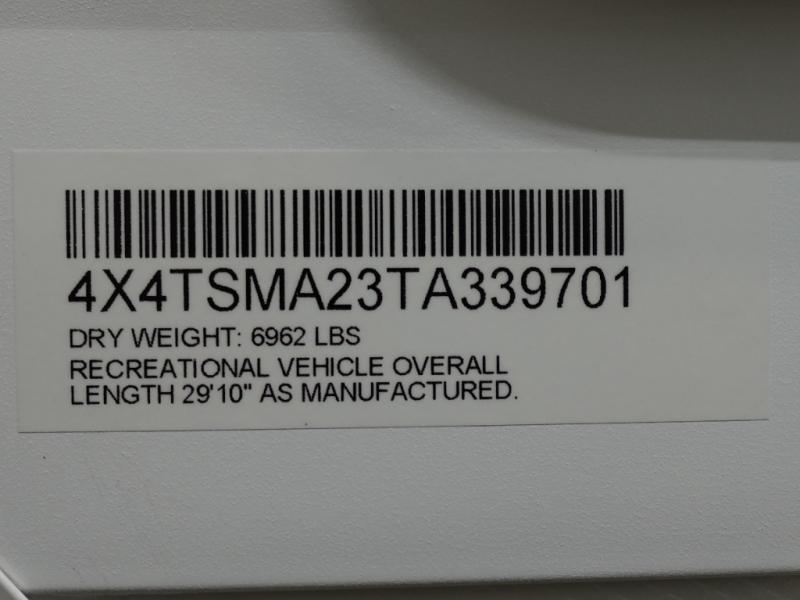 4X4TSMA23TA339701
DRY WEIGHT: 6962 LBS
RECREATIONAL VEHICLE OVERALL
LENGTH 29'10" AS MANUFACTURED.